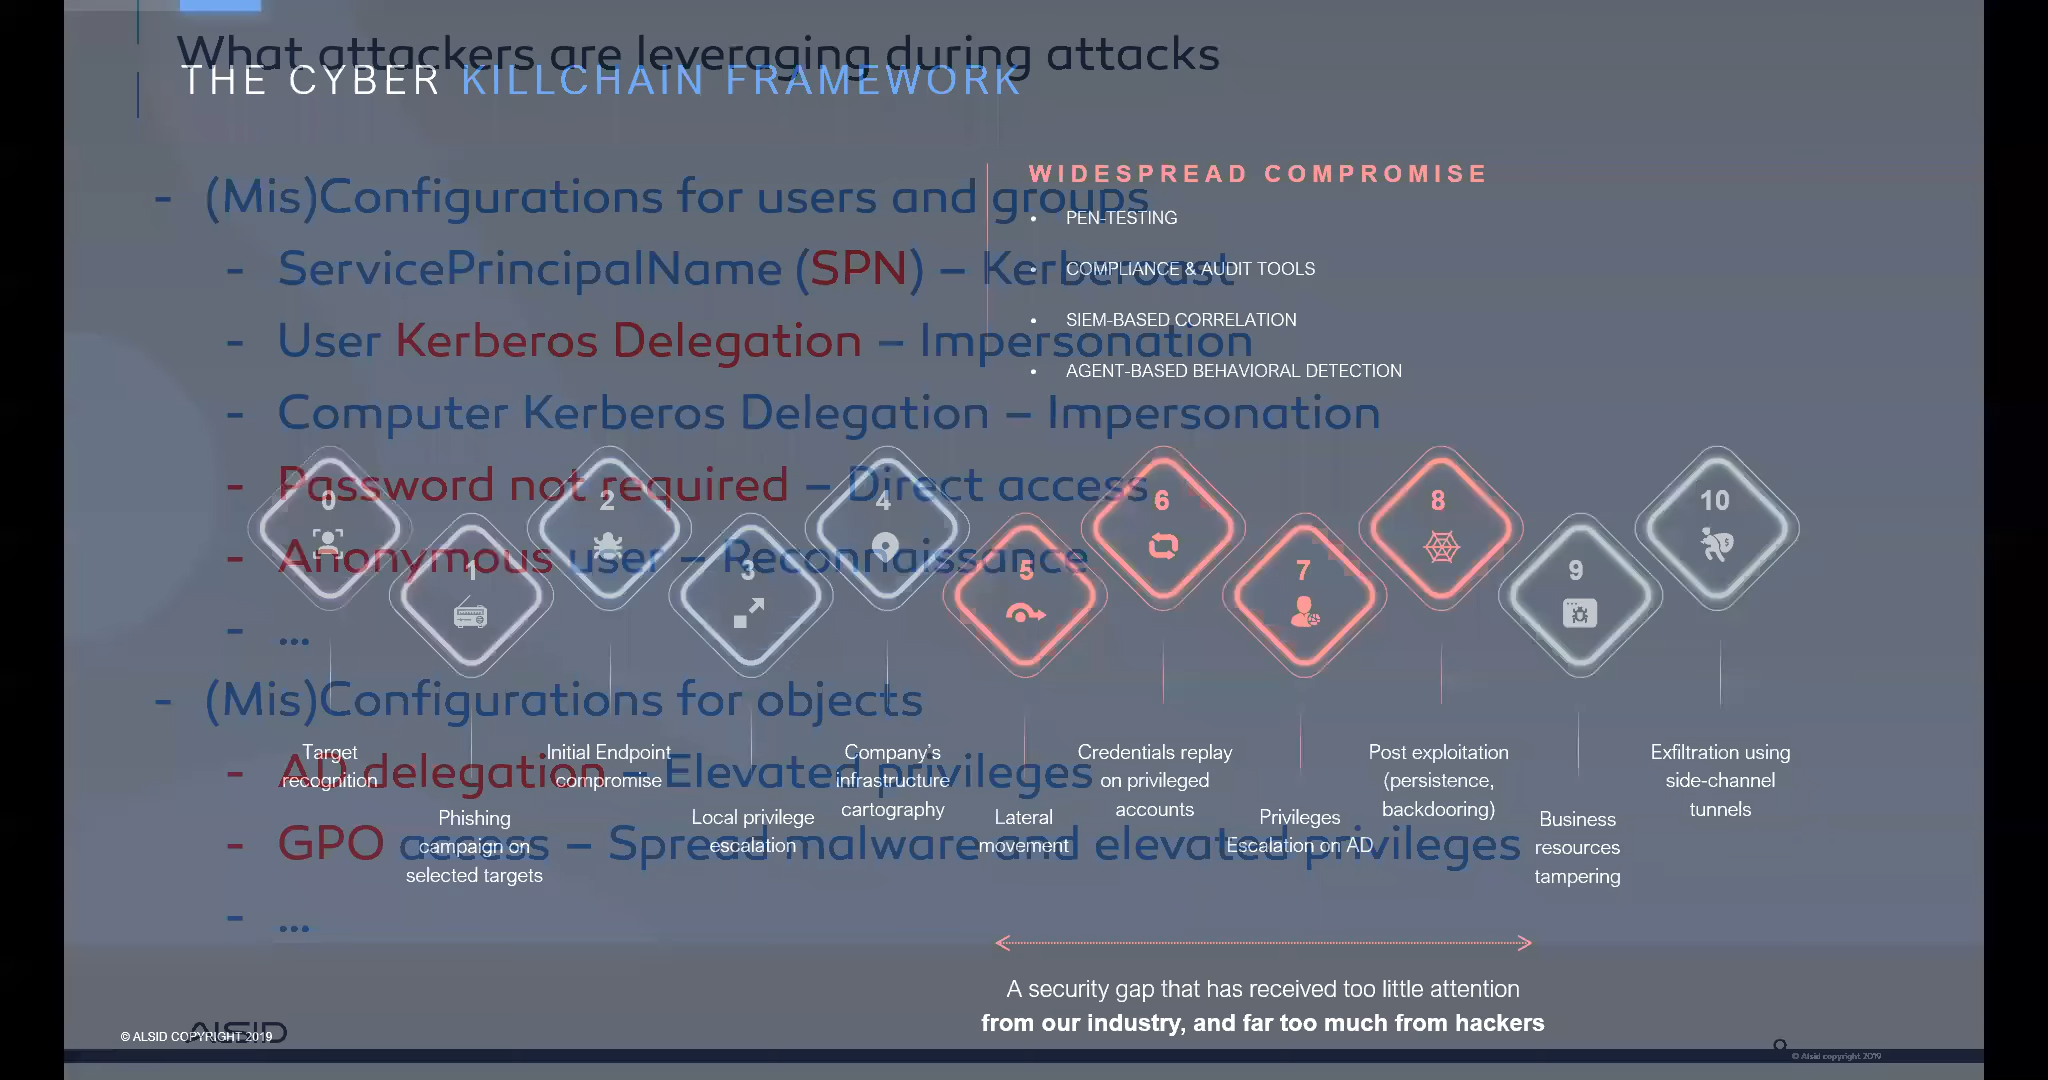 What attackers are leveraging during attacks
THE CYBER KILLCHAIN FRAMEWORK
WIDESPREAD COMPROMISE
• PEN-TESTING
• COMPLIANCE & AUDIT TOOLS
• SIEM-BASED CORRELATION
• AGENT-BASED BEHAVIORAL DETECTION
- (Mis)Configurations for users and groups
- ServicePrincipalName (SPN) – Kerberoast
- User Kerberos Delegation – Impersonation
- Computer Kerberos Delegation – Impersonation
- Password not required – Direct access
- Anonymous user – Reconnaissance
- ...
- (Mis)Configurations for objects
- AD delegation – Elevated privileges
- GPO access – Spread malware and elevated privileges
- ...
0
Target
recognition
1
Phishing
campaign on
selected targets
2
Initial Endpoint
compromise
3
Local privilege
escalation
4
Company's
infrastructure
cartography
5
Lateral
movement
6
Credentials replay
on privileged
accounts
7
Privileges
Escalation on AD
8
Post exploitation
(persistence,
backdooring)
9
Business
resources
tampering
10
Exfiltration using
side-channel
tunnels
A security gap that has received too little attention
from our industry, and far too much from hackers
ALSID
© ALSID COPYRIGHT 2019
© Alsid copyright 2019